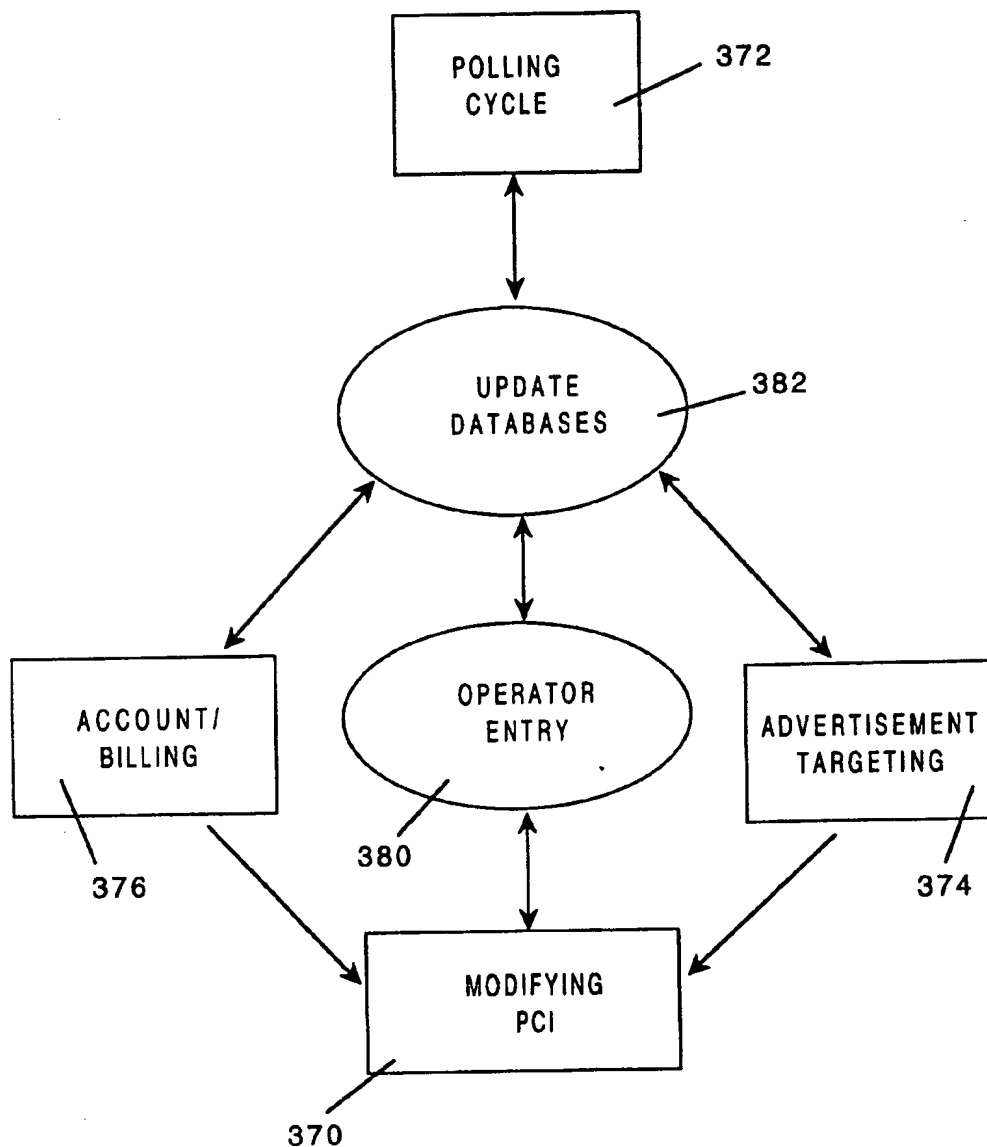 POLLING
CYCLE
372
UPDATE
DATABASES
382
ACCOUNT/
BILLING
376
OPERATOR
ENTRY
380
ADVERTISEMENT
TARGETING
374
MODIFYING
PCI
370